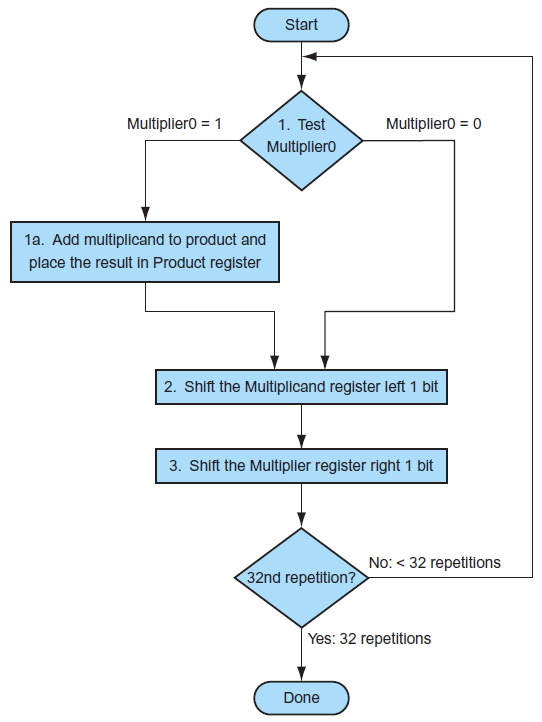 Start
Multiplier0 = 1
1. Test
Multiplier0
Multiplier0 = 0
1a. Add multiplicand to product and
place the result in Product register
2. Shift the Multiplicand register left 1 bit
3. Shift the Multiplier register right 1 bit
32nd repetition?
No: < 32 repetitions
Yes: 32 repetitions
Done